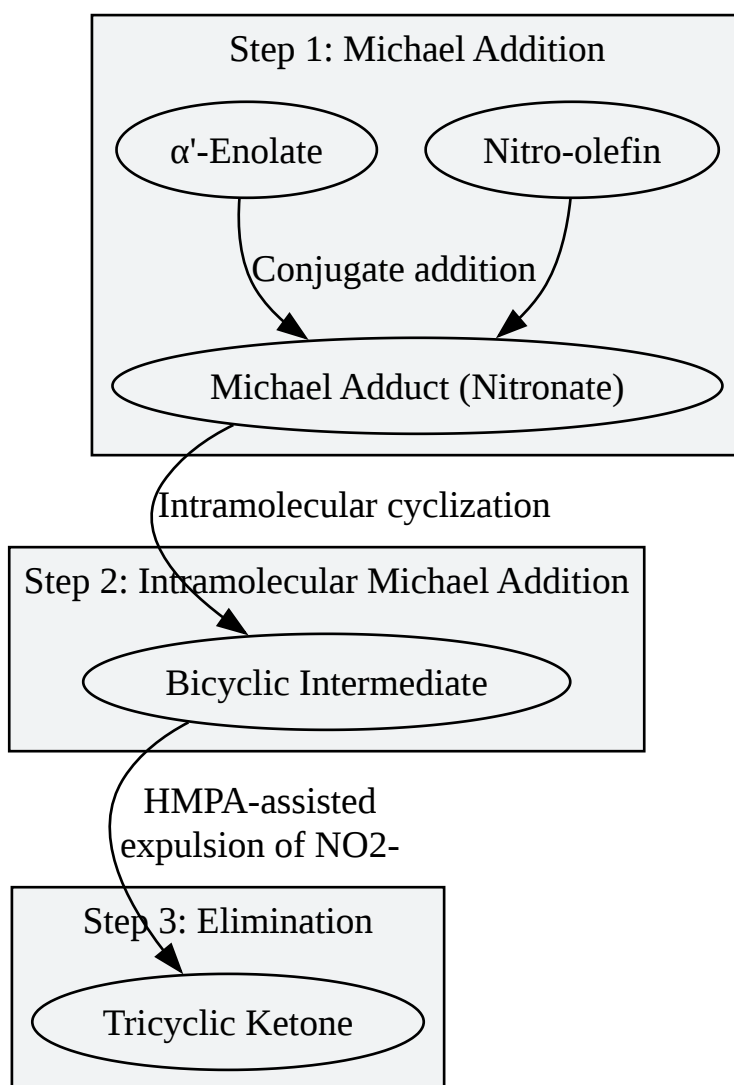 Step 1: Michael Addition
α'-Enolate
Nitro-olefin
Conjugate addition
Michael Adduct (Nitronate)
Intramolecular cyclization
Step 2: Intramolecular Michael Addition
Bicyclic Intermediate
HMPA-assisted
expulsion of NO2-
Step 3: Elimination
Tricyclic Ketone